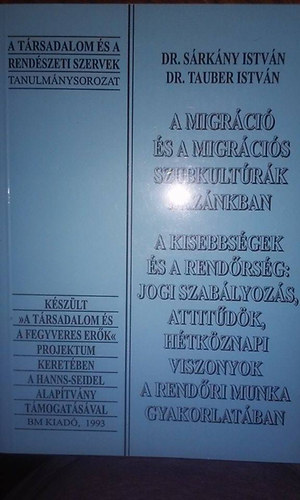 A TÁRSADALOM ÉS A
RENDÉSZETI SZERVEK
TANULMÁNYSOROZAT
DR. SÁRKÁNY ISTVÁN
DR. TAUBER ISTVÁN
A MIGRÁCIÓ
ÉS A MIGRÁCIÓS
SZUBKULTÚRÁK
HAZÁNKBAN
A KISEBBSÉGEK
ÉS A RENDŐRSÉG:
JOGI SZABÁLYOZÁS,
ATTITŰDÖK,
HÉTKÖZNAPI
VISZONYOK
A RENDŐRI MUNKA
GYAKORLATÁBAN
KÉSZÜLT
»A TÁRSADALOM ÉS
A FEGYVERES ERŐK«
PROJEKTUM
KERETÉBEN
A HANNS-SEIDEL
ALAPÍTVÁNY
TÁMOGATÁSÁVAL
BM KIADÓ, 1993